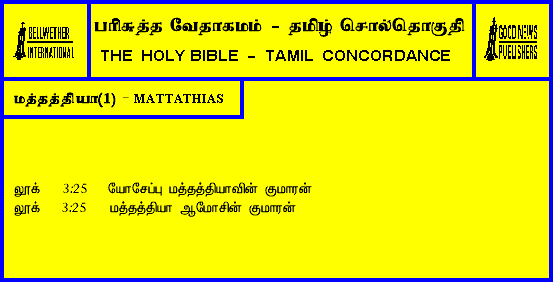 BELLWETHER
INTERNATIONAL
பரிசுத்த வேதாகமம் - தமிழ் சொல்தொகுதி
THE HOLY BIBLE - TAMIL CONCORDANCE
GOOD NEWS
PUBLISHERS
மத்தத்தியா(1) - MATTATHIAS
லூக் 3:25 யோசேப்பு மத்தத்தியாவின் குமாரன்
லூக் 3:25 மத்தத்தியா ஆமோசின் குமாரன்